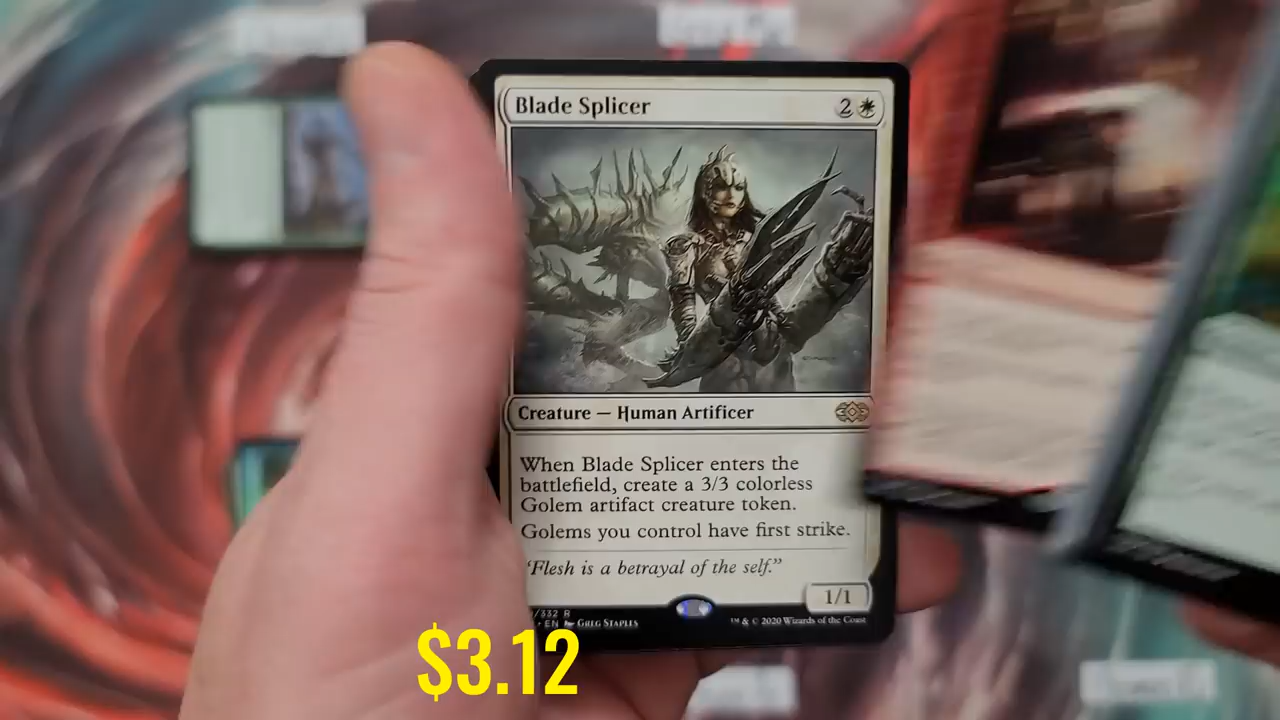 Blade Splicer 2
Creature — Human Artificer
When Blade Splicer enters the
battlefield, create a 3/3 colorless
Golem artifact creature token.
Golems you control have first strike.
"Flesh is a betrayal of the self."
1/1
/332 R
• EN Greg Staples
™ & © 2020 Wizards of the Coast
$3.12